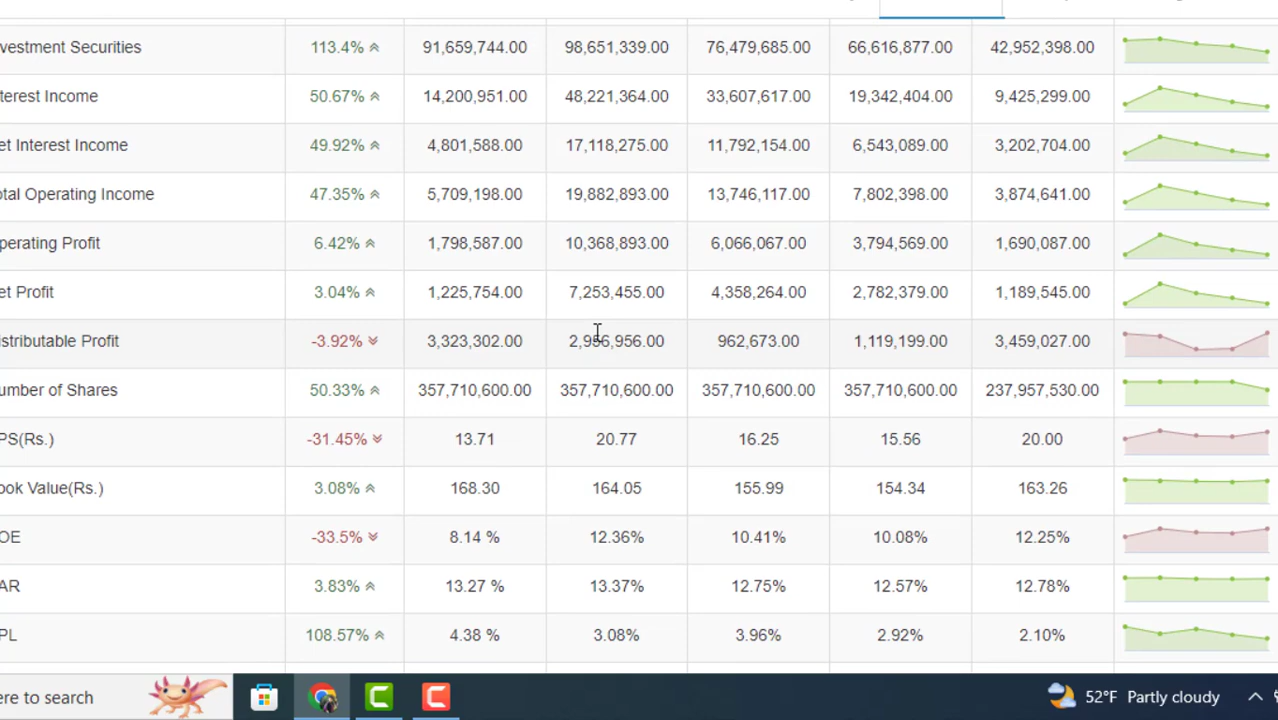 nvestment Securities 113.4% 91,659,744.00 98,651,339.00 76,479,685.00 66,616,877.00 42,952,398.00
terest Income 50.67% 14,200,951.00 48,221,364.00 33,607,617.00 19,342,404.00 9,425,299.00
et Interest Income 49.92% 4,801,588.00 17,118,275.00 11,792,154.00 6,543,089.00 3,202,704.00
otal Operating Income 47.35% 5,709,198.00 19,882,893.00 13,746,117.00 7,802,398.00 3,874,641.00
perating Profit 6.42% 1,798,587.00 10,368,893.00 6,066,067.00 3,794,569.00 1,690,087.00
et Profit 3.04% 1,225,754.00 7,253,455.00 4,358,264.00 2,782,379.00 1,189,545.00
istributable Profit -3.92% 3,323,302.00 962,673.00 1,119,199.00 3,459,027.00
umber of Shares 50.33% 357,710,600.00 357,710,600.00 357,710,600.00 357,710,600.00 237,957,530.00
PS(Rs.) -31.45% 13.71 20.77 16.25 15.56 20.00
ook Value(Rs.) 3.08% 168.30 164.05 155.99 154.34 163.26
OE -33.5% 8.14 % 12.36% 10.41% 10.08% 12.25%
AR 3.83% 13.27 % 13.37% 12.75% 12.57% 12.78%
PL 108.57% 4.38 % 3.08% 3.96% 2.92% 2.10%
ere to search 52°F Partly cloudy